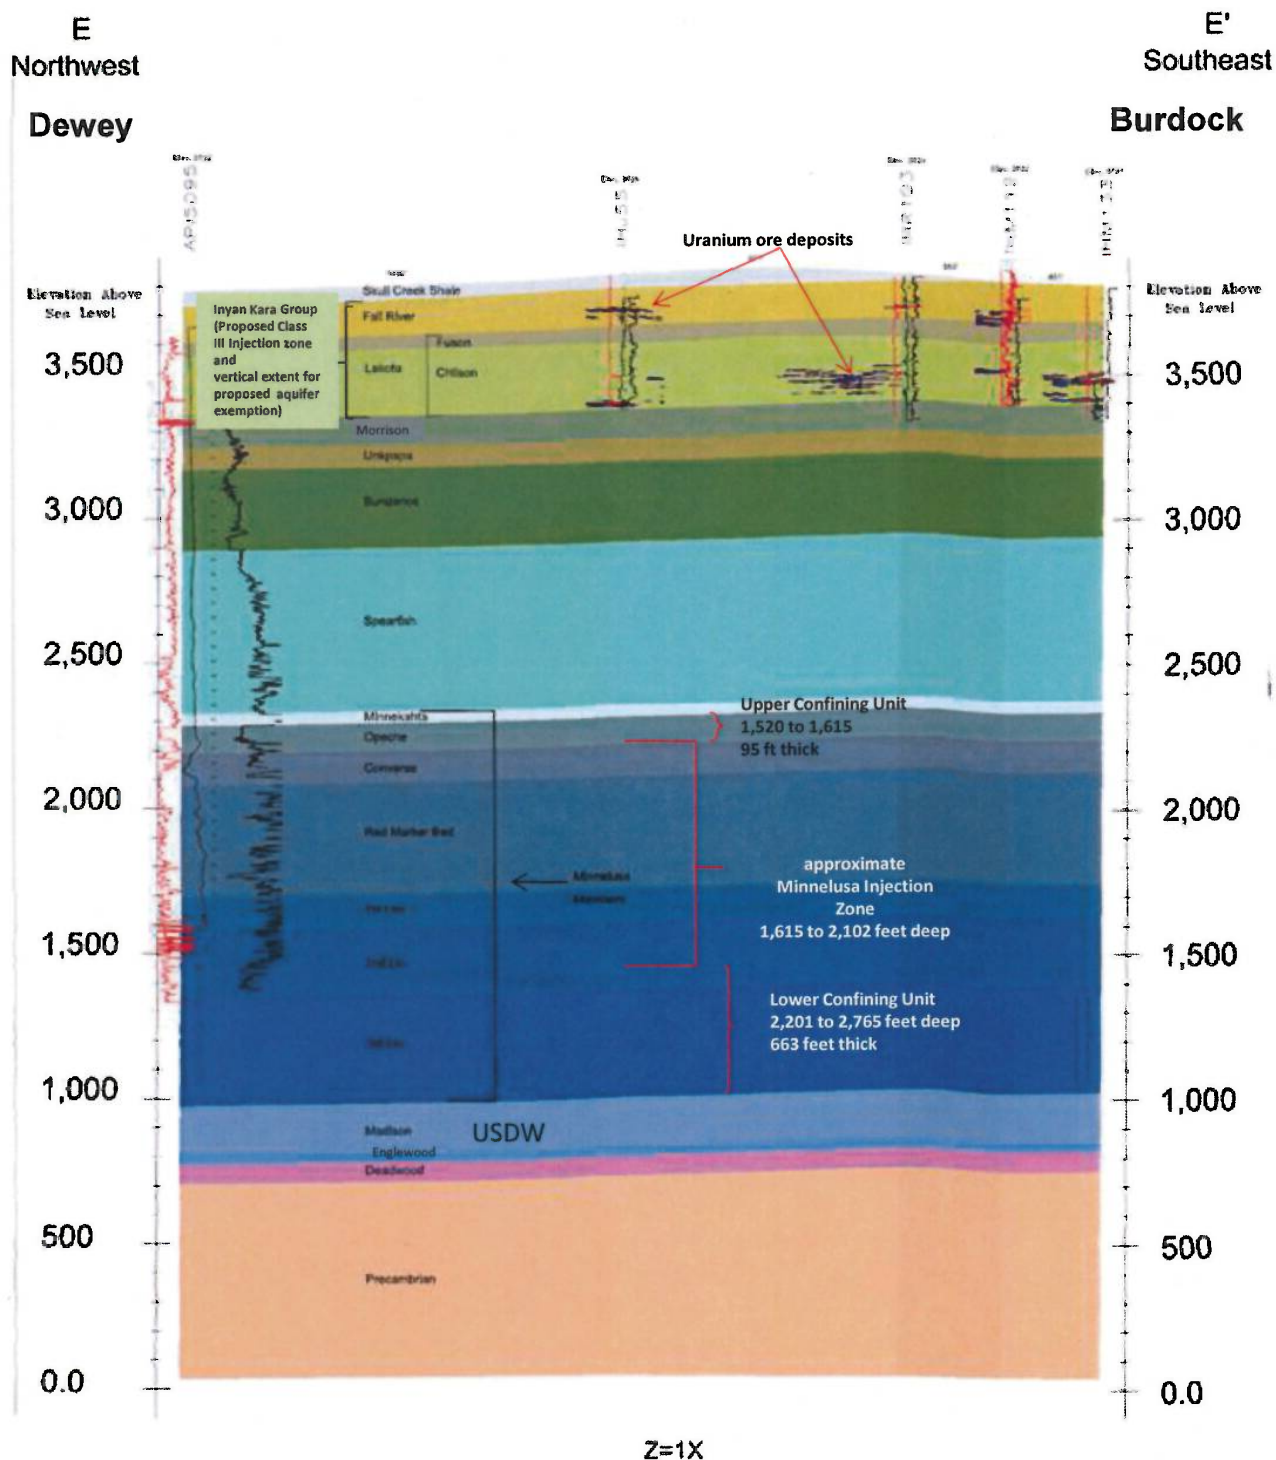 E
Northwest
Dewey
E'
Southeast
Burdock
Uranium ore deposits
Elevation Above
Sea Level
Elevation Above
Sea Level
Skull Creek Shale
Inyan Kara Group
(Proposed Class
III Injection zone
and
vertical extent for
proposed aquifer
exemption)
Fall River
Fuson
Lakota
Chilson
3,500
3,500
Morrison
Unkpapa
Sundance
3,000
3,000
Spearfish
2,500
2,500
Minnekahta
Opeche
Upper Confining Unit
1,520 to 1,615
95 ft thick
Converse
2,000
2,000
Red Marker Bed
approximate
Minnelusa Injection
Zone
1,615 to 2,102 feet deep
Minnelusa
Members
1,500
1,500
Lower Confining Unit
2,201 to 2,765 feet deep
663 feet thick
1,000
1,000
Madison
USDW
Englewood
Deadwood
500
500
Precambrian
0.0
0.0
Z=1X